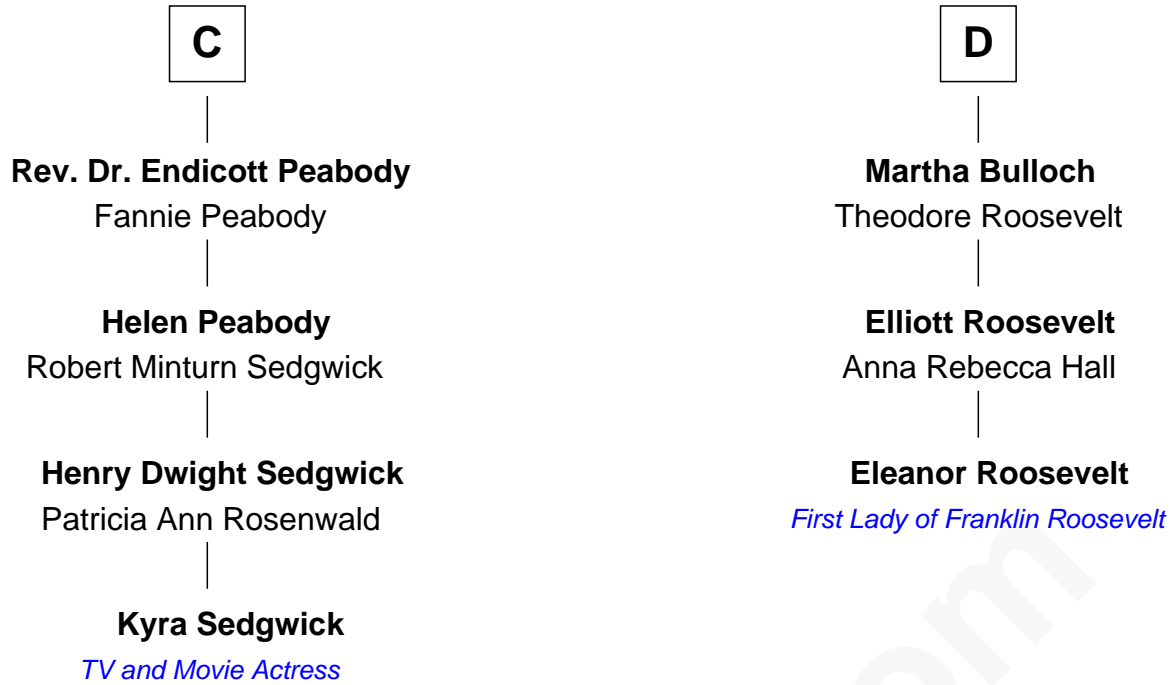 C
Rev. Dr. Endicott Peabody
Fannie Peabody
Helen Peabody
Robert Minturn Sedgwick
Henry Dwight Sedgwick
Patricia Ann Rosenwald
Kyra Sedgwick
TV and Movie Actress
D
Martha Bulloch
Theodore Roosevelt
Elliott Roosevelt
Anna Rebecca Hall
Eleanor Roosevelt
First Lady of Franklin Roosevelt
om